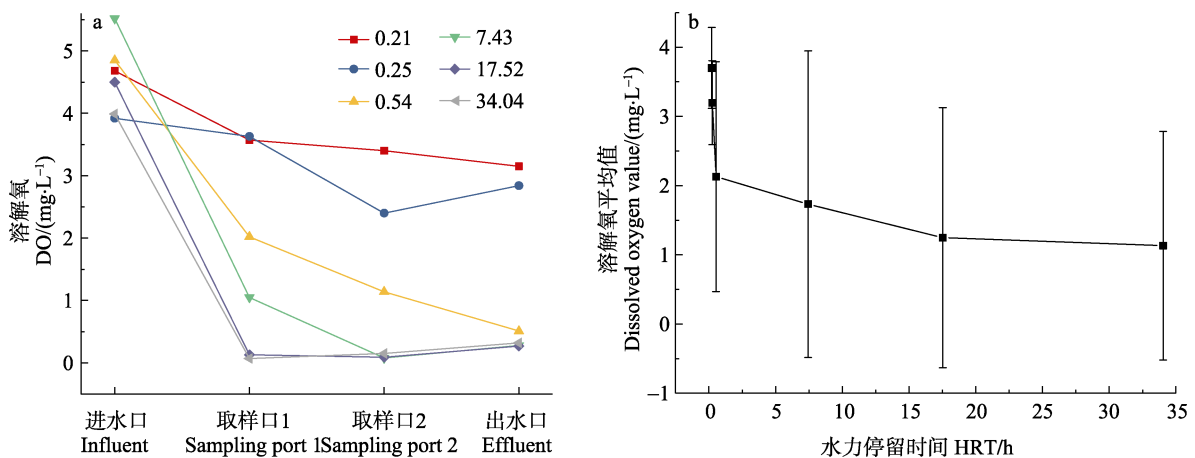 a
0.21
0.25
0.54
7.43
17.52
34.04
溶解氧
DO/(mg·L⁻¹)
5
4
3
2
1
0
进水口
Influent
取样口1
Sampling port 1
取样口2
Sampling port 2
出水口
Effluent
b
溶解氧平均值
Dissolved oxygen value/(mg·L⁻¹)
4
3
2
1
0
−1
0 5 10 15 20 25 30 35
水力停留时间 HRT/h